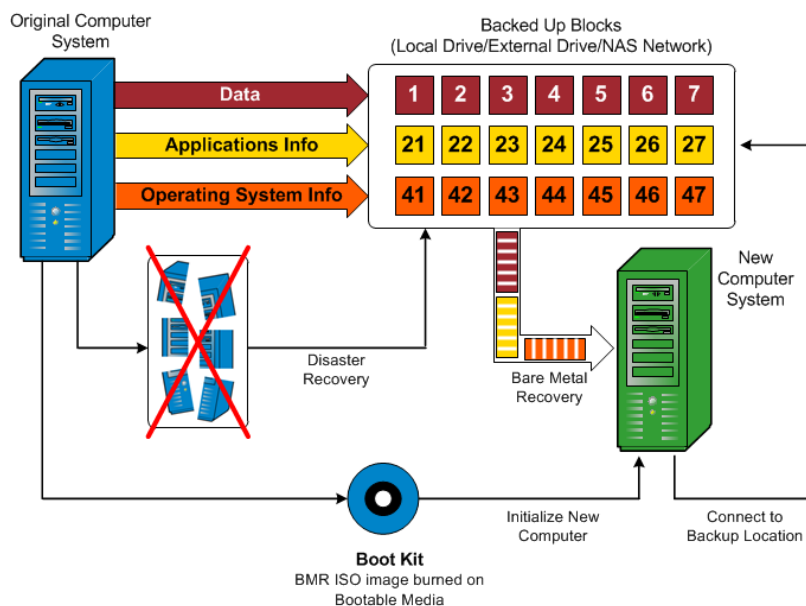 Original Computer
System
Backed Up Blocks
(Local Drive/External Drive/NAS Network)
Data
1 2 3 4 5 6 7
Applications Info
21 22 23 24 25 26 27
Operating System Info
41 42 43 44 45 46 47
New
Computer
System
Disaster
Recovery
Bare Metal
Recovery
Initialize New
Computer
Connect to
Backup Location
Boot Kit
BMR ISO image burned on
Bootable Media